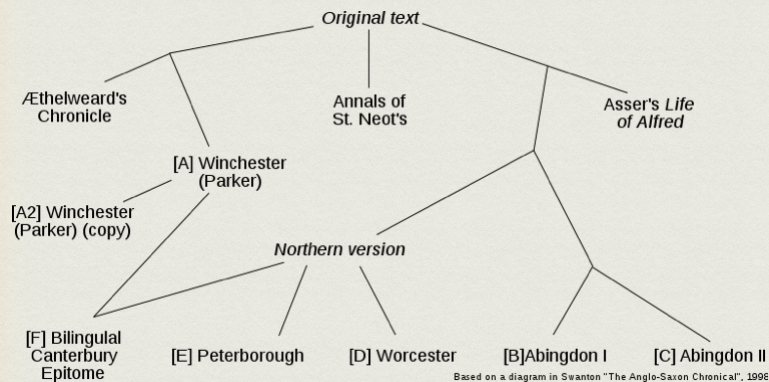 Original text
Æthelweard's
Chronicle
Annals of
St. Neot's
Asser's Life
of Alfred
[A] Winchester
(Parker)
[A2] Winchester
(Parker) (copy)
Northern version
[F] Bilingulal
Canterbury
Epitome
[E] Peterborough
[D] Worcester
[B]Abingdon I
[C] Abingdon II
Based on a diagram in Swanton "The Anglo-Saxon Chronical", 1998